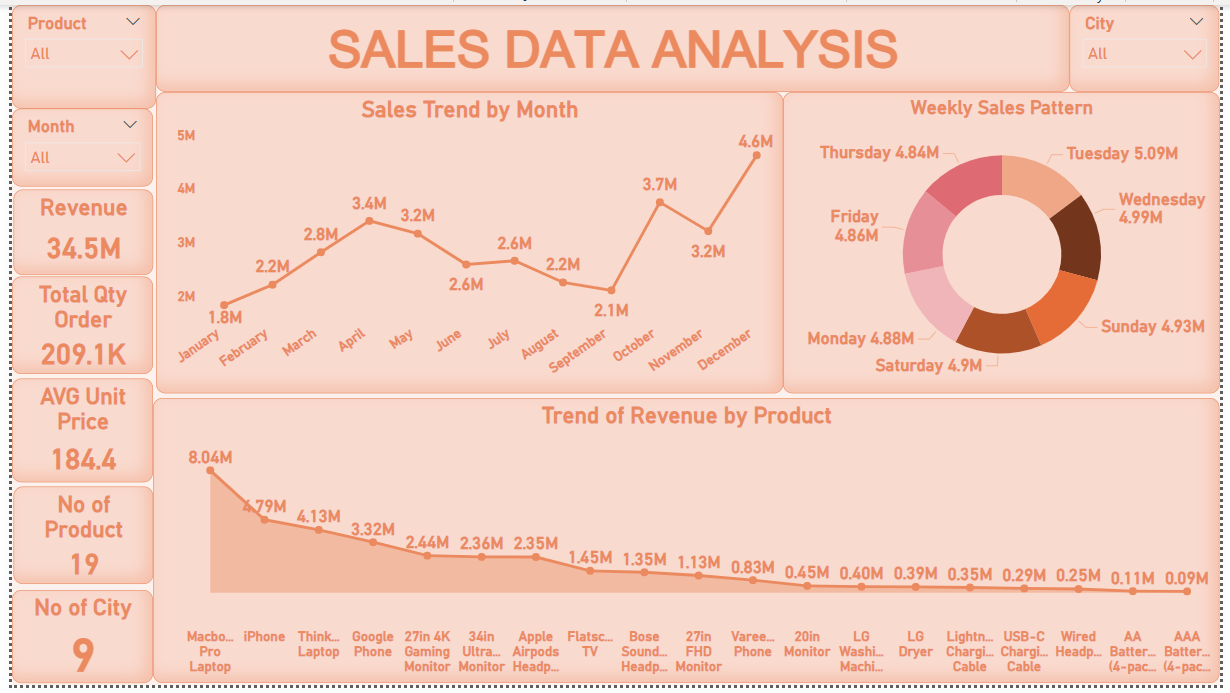 Product
All
SALES DATA ANALYSIS
City
All
Month
All
Revenue
34.5M
Total Qty
Order
209.1K
AVG Unit
Price
184.4
No of
Product
19
No of City
9
Sales Trend by Month
5M
4M
3M
2M
1.8M
2.2M
2.8M
3.4M
3.2M
2.6M
2.6M
2.2M
2.1M
3.7M
3.2M
4.6M
January
February
March
April
May
June
July
August
September
October
November
December
Weekly Sales Pattern
Thursday 4.84M
Tuesday 5.09M
Wednesday
4.99M
Friday
4.86M
Sunday 4.93M
Monday 4.88M
Saturday 4.9M
Trend of Revenue by Product
8.04M
4.79M
4.13M
3.32M
2.44M
2.36M
2.35M
1.45M
1.35M
1.13M
0.83M
0.45M
0.40M
0.39M
0.35M
0.29M
0.25M
0.11M
0.09M
Macbo...
Pro
Laptop
iPhone
Think...
Laptop
Google
Phone
27in 4K
Gaming
Monitor
34in
Ultra...
Monitor
Apple
Airpods
Headp...
Flatsc...
TV
Bose
Sound...
Headp...
27in
FHD
Monitor
Varee...
Phone
20in
Monitor
LG
Washi...
Machi...
LG
Dryer
Lightn...
Chargi...
Cable
USB-C
Chargi...
Cable
Wired
Headp...
AA
Batter...
(4-pac...
AAA
Batter...
(4-pac...